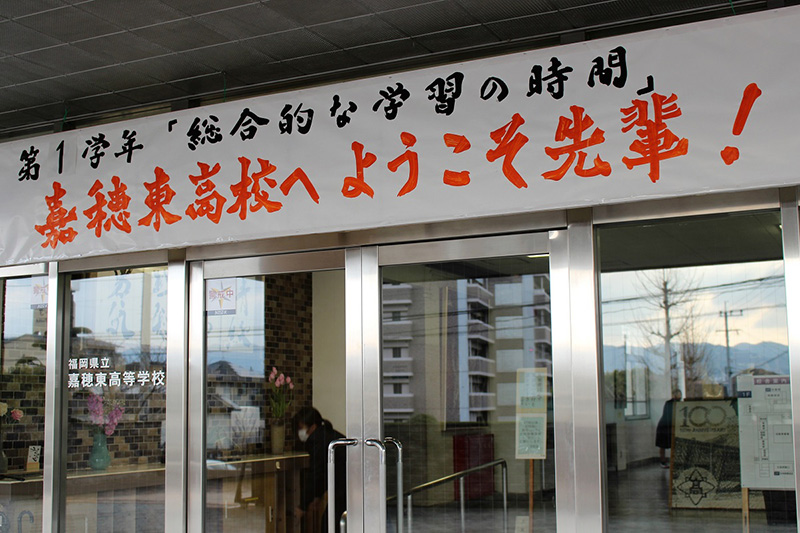 第1学年「総合的な学習の時間」
嘉穂東高校へようこそ先輩！
福岡県立
嘉穂東高等学校
100th